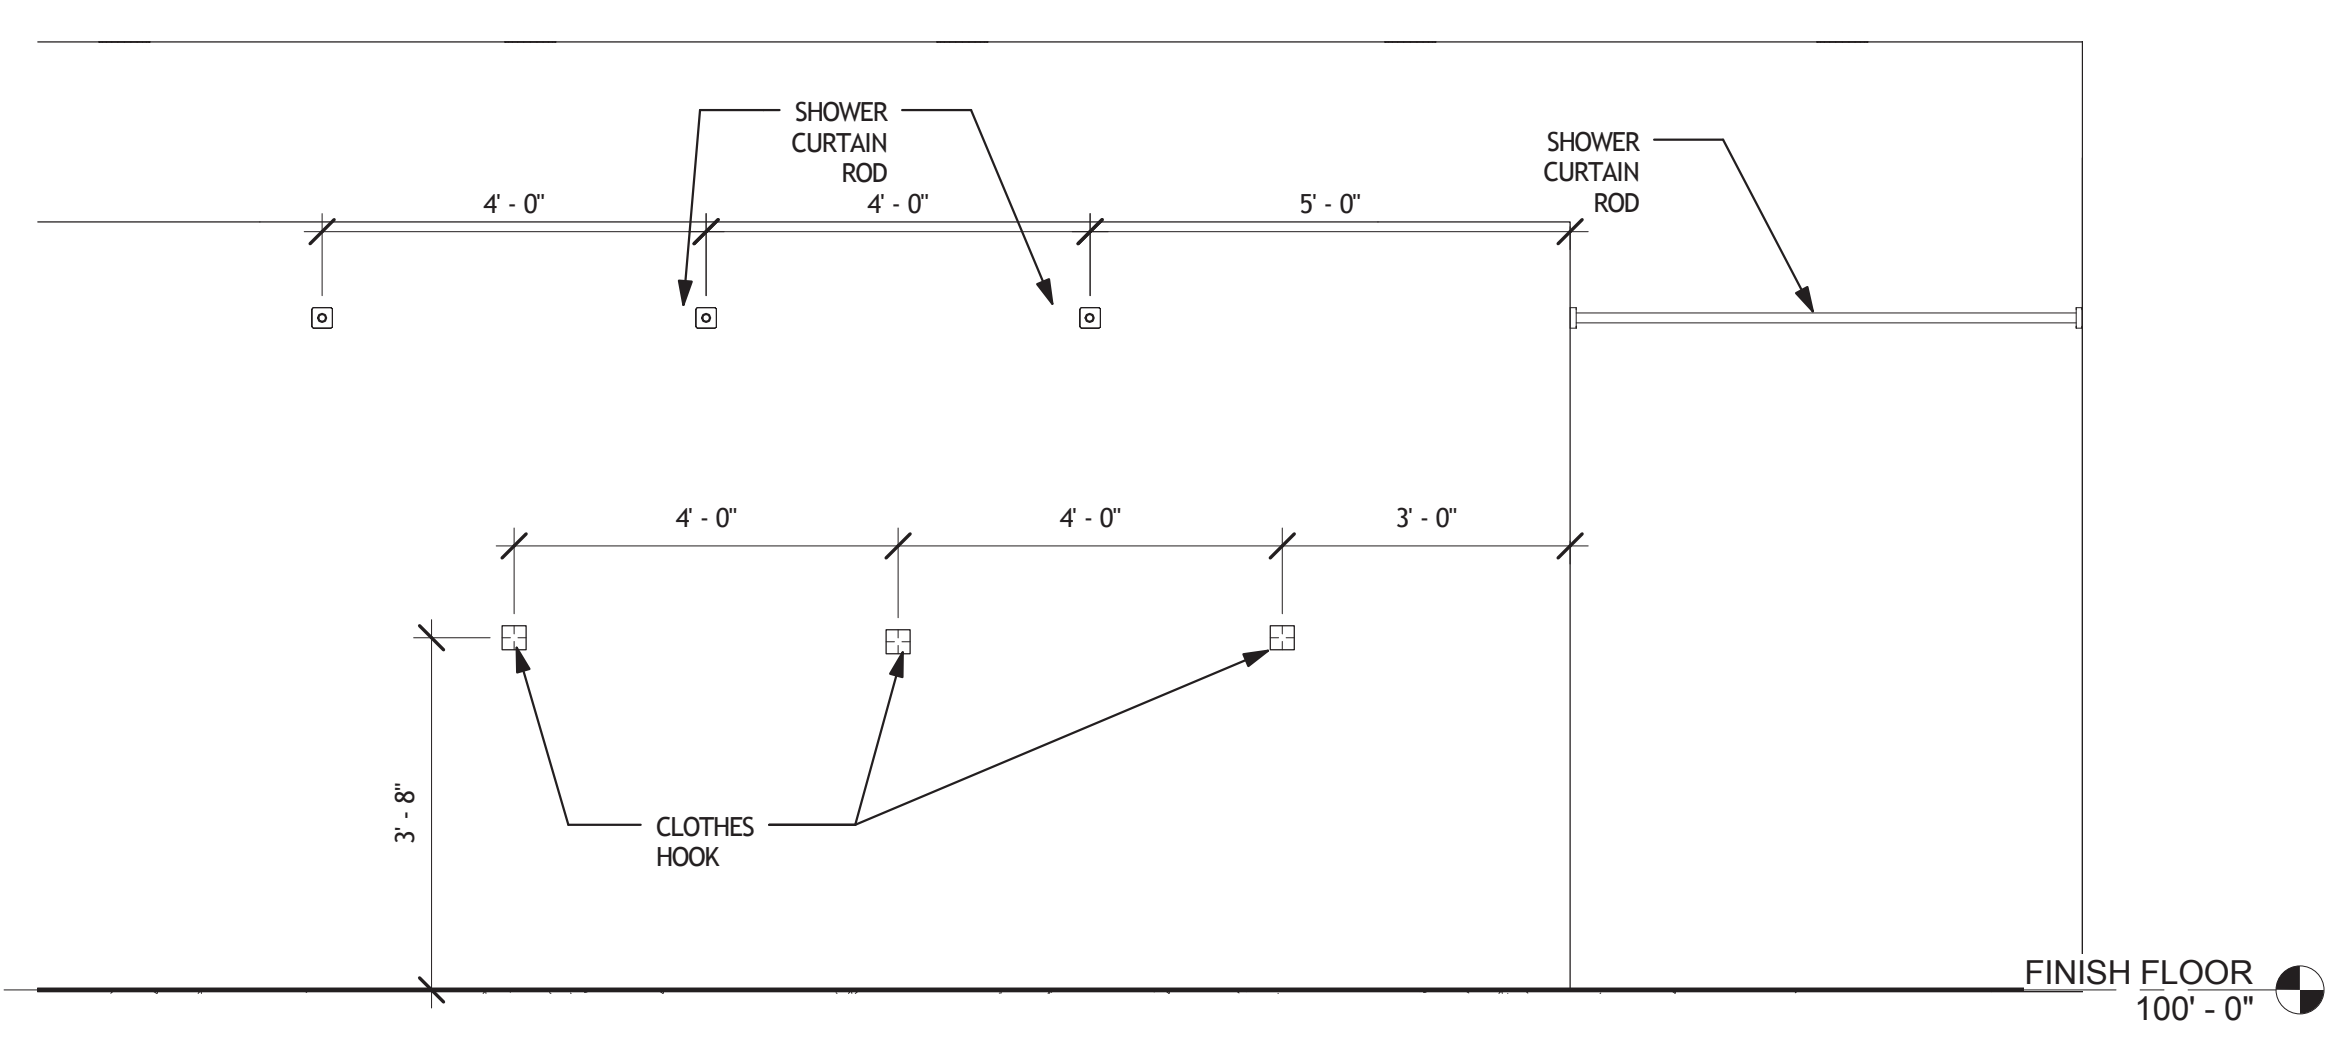 SHOWER
CURTAIN
ROD
SHOWER
CURTAIN
ROD
4' - 0"
4' - 0"
5' - 0"
4' - 0"
4' - 0"
3' - 0"
3' - 8"
CLOTHES
HOOK
FINISH FLOOR
100' - 0"